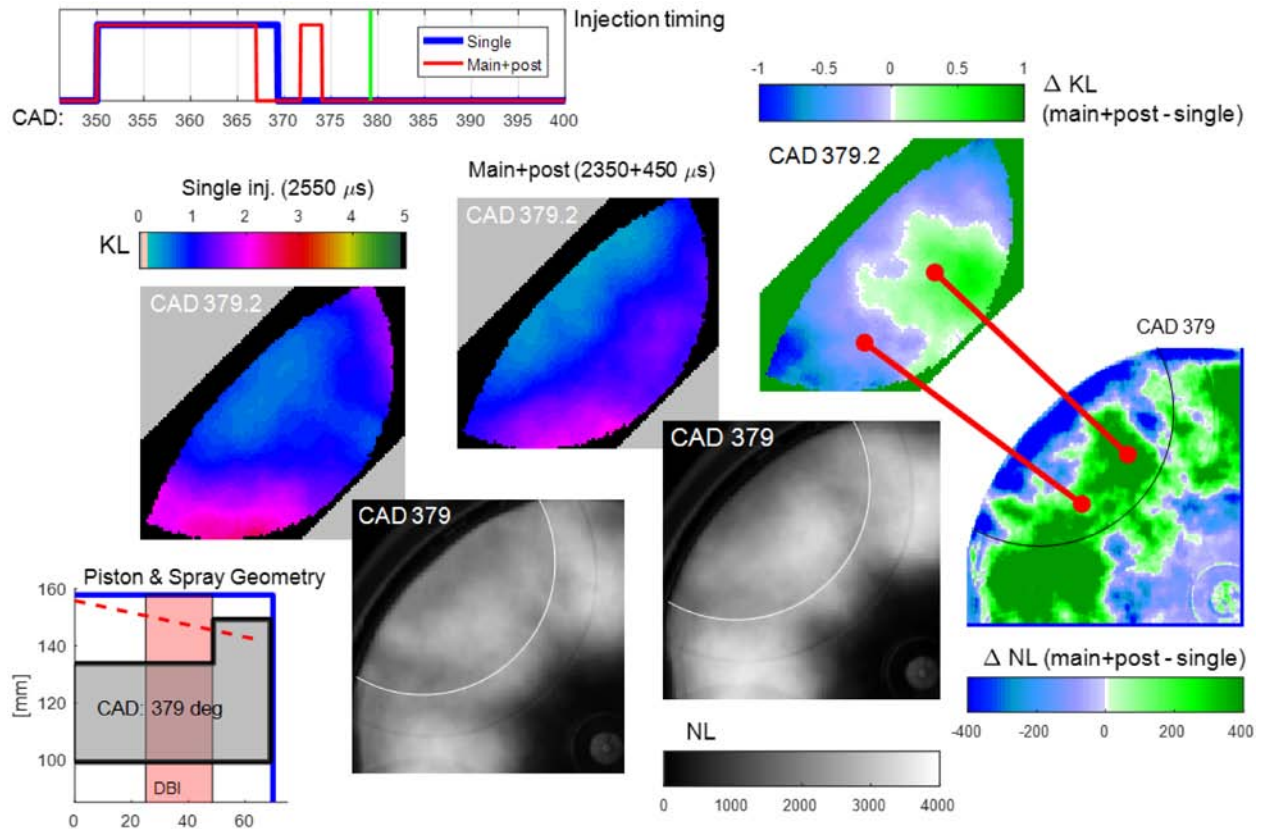 Injection timing
Single
Main+post
CAD:
350 355 360 365 370 375 380 385 390 395 400
-1 -0.5 0 0.5 1
Δ KL
(main+post - single)
CAD 379.2
Main+post (2350+450 μs)
CAD 379.2
Single inj. (2550 μs)
0 1 2 3 4 5
KL
CAD 379.2
CAD 379
CAD 379
CAD 379
Piston & Spray Geometry
160
140
120
100
[mm]
CAD: 379 deg
DBI
0 20 40 60
NL
0 1000 2000 3000 4000
Δ NL (main+post - single)
-400 -200 0 200 400